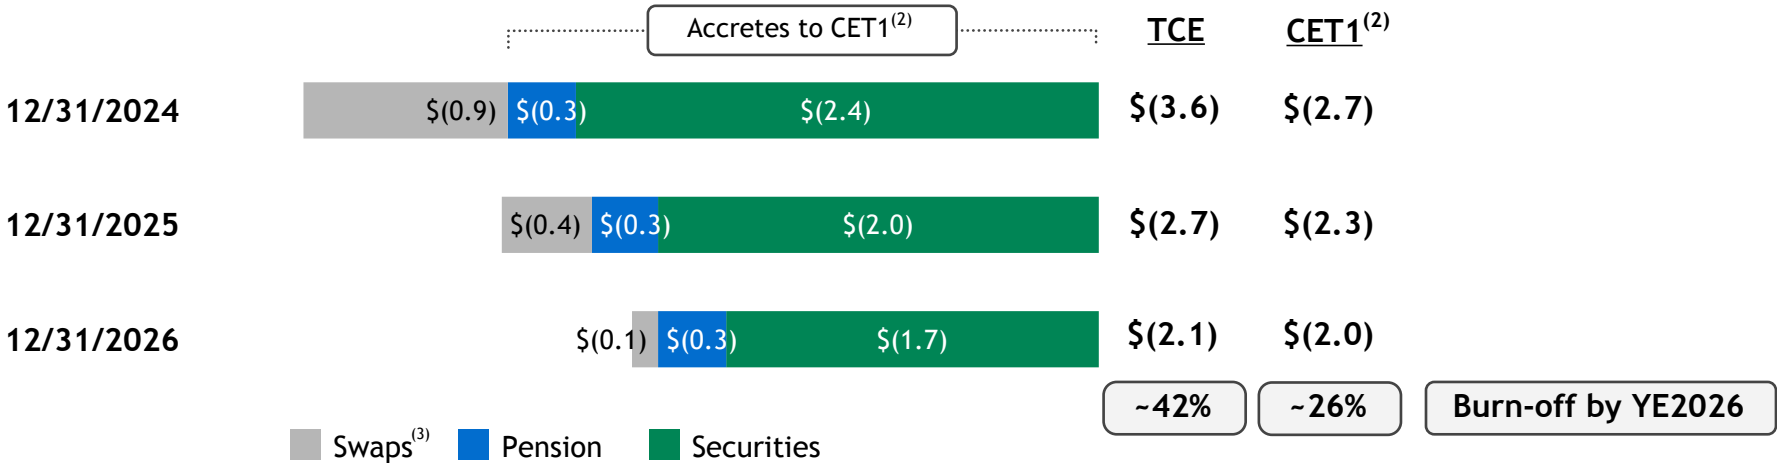 Accretes to CET1(2)
TCE CET1(2)
12/31/2024 $(0.9) $(0.3) $(2.4) $(3.6) $(2.7)
12/31/2025 $(0.4) $(0.3) $(2.0) $(2.7) $(2.3)
12/31/2026 $(0.1) $(0.3) $(1.7) $(2.1) $(2.0)
~42% ~26% Burn-off by YE2026
Swaps(3) Pension Securities